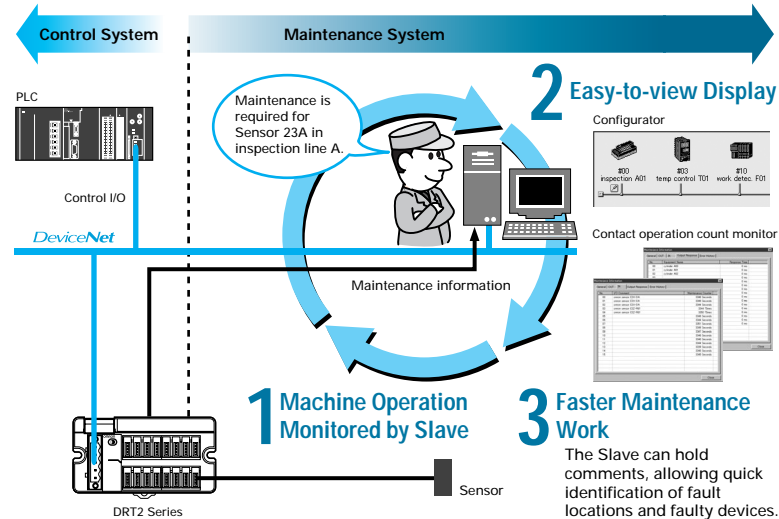 Control System
Maintenance System
PLC
Maintenance is
required for
Sensor 23A in
inspection line A.
2 Easy-to-view Display
Configurator
#00
inspection A01
#03
temp control T01
#10
work detec. F01
Control I/O
DeviceNet
Contact operation count monitor
Maintenance information
1 Machine Operation
Monitored by Slave
3 Faster Maintenance
Work
The Slave can hold
comments, allowing quick
identification of fault
locations and faulty devices.
Sensor
DRT2 Series
Close